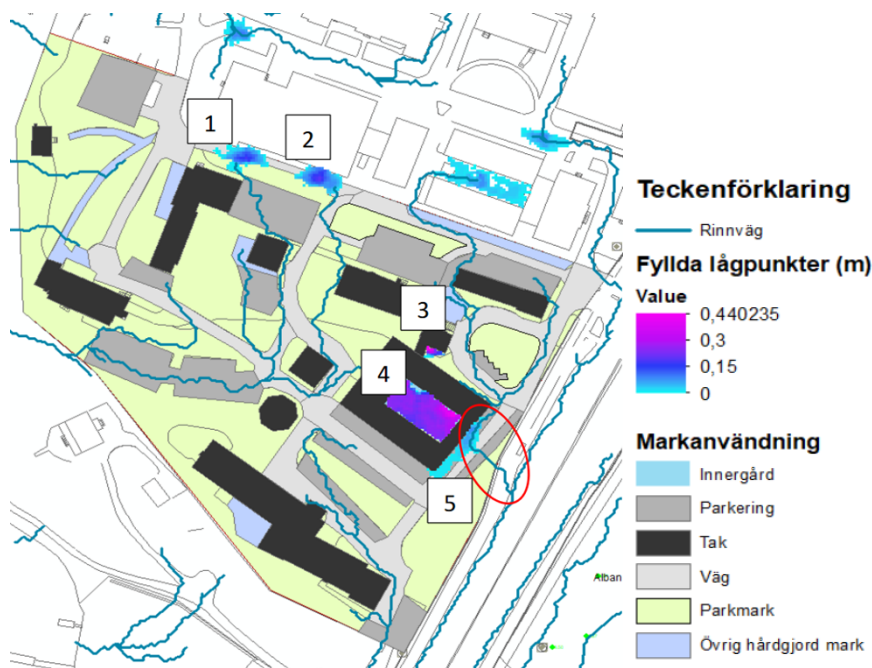 1
2
3
4
5
Alban
Teckenförklaring
Rinnväg
Fyllda lågpunkter (m)
Value
0,440235
0,3
0,15
0
Markanvändning
Innergård
Parkering
Tak
Väg
Parkmark
Övrig hårdgjord mark